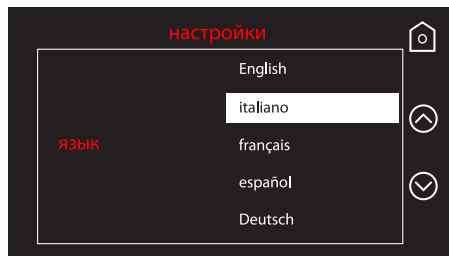 настройки
English
italiano
язык
français
español
Deutsch